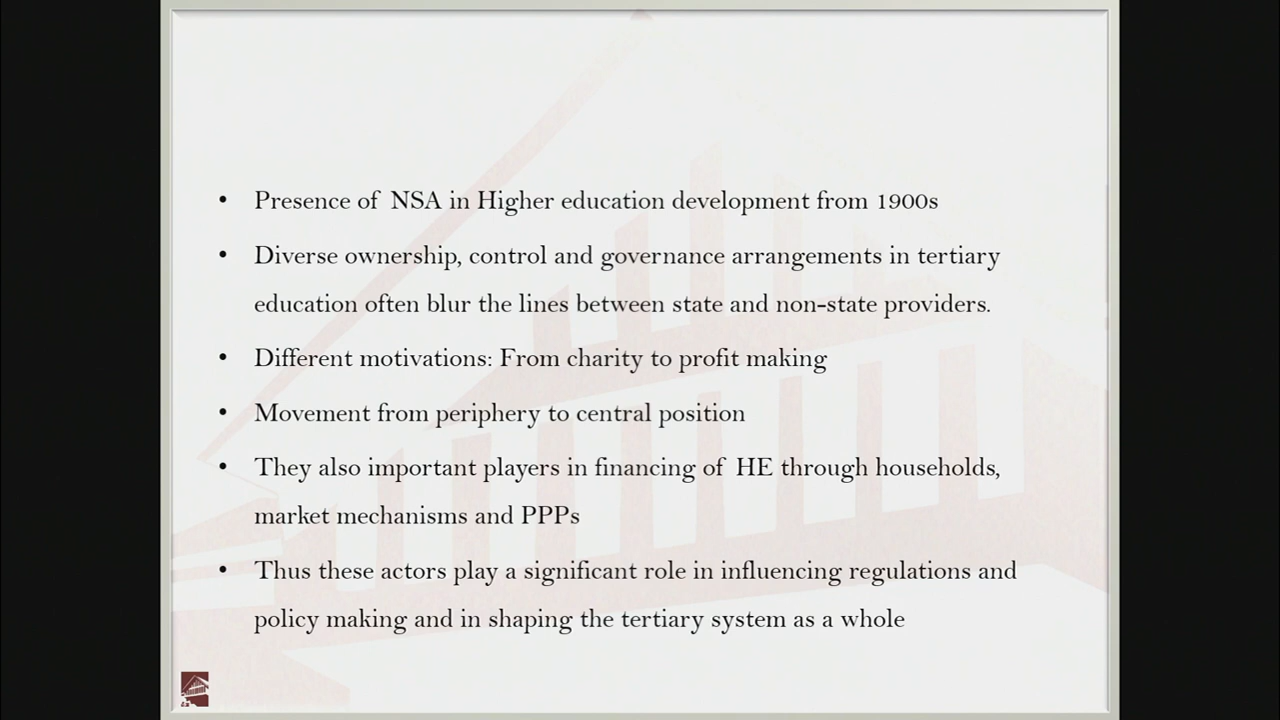 • Presence of NSA in Higher education development from 1900s
• Diverse ownership, control and governance arrangements in tertiary
education often blur the lines between state and non-state providers.
• Different motivations: From charity to profit making
• Movement from periphery to central position
• They also important players in financing of HE through households,
market mechanisms and PPPs
• Thus these actors play a significant role in influencing regulations and
policy making and in shaping the tertiary system as a whole